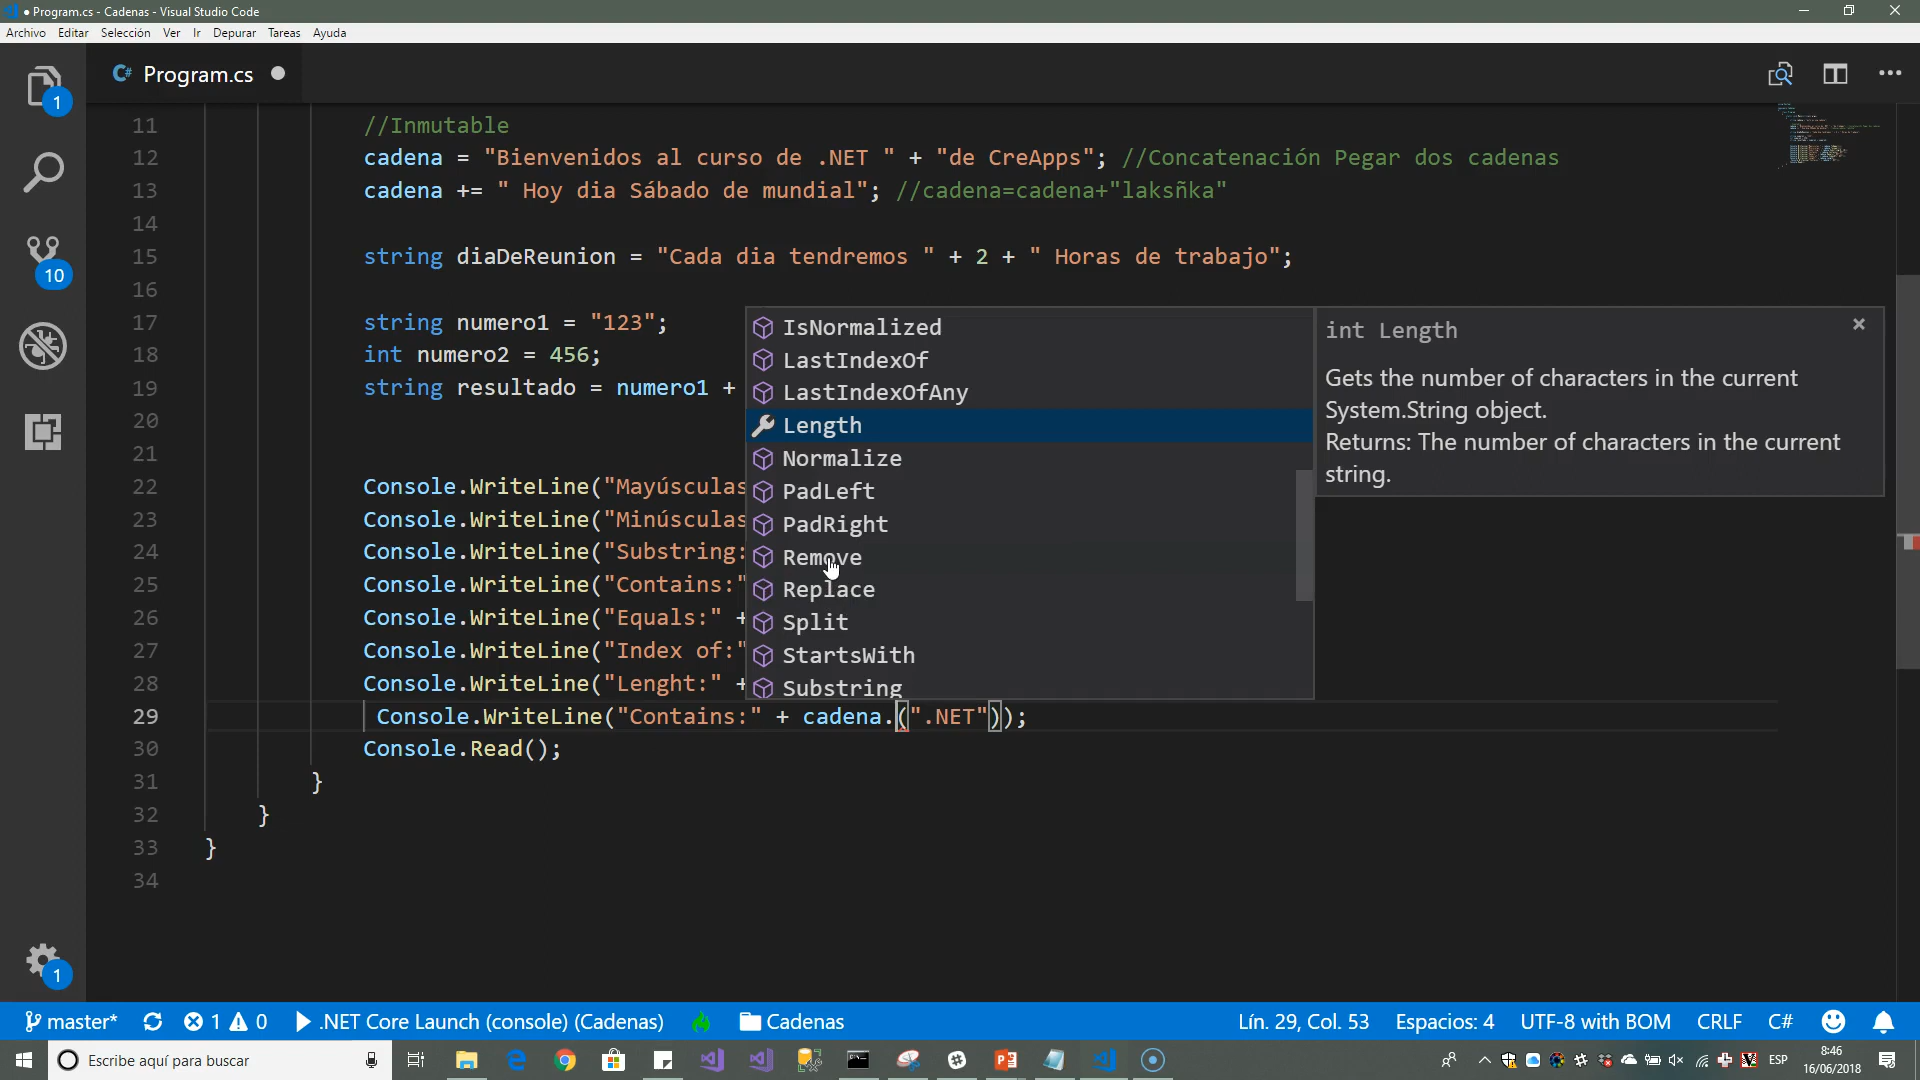 ● Program.cs - Cadenas - Visual Studio Code
Archivo Editar Selección Ver Ir Depurar Tareas Ayuda
C# Program.cs ●
1
10
1
11 //Inmutable
12 cadena = "Bienvenidos al curso de .NET " + "de CreApps"; //Concatenación Pegar dos cadenas
13 cadena += " Hoy dia Sábado de mundial"; //cadena=cadena+"laksñka"
14
15 string diaDeReunion = "Cada dia tendremos " + 2 + " Horas de trabajo";
16
17 string numero1 = "123";
18 int numero2 = 456;
19 string resultado = numero1 +
20
21
22 Console.WriteLine("Mayúsculas
23 Console.WriteLine("Minúsculas
24 Console.WriteLine("Substring:
25 Console.WriteLine("Contains:"
26 Console.WriteLine("Equals:" +
27 Console.WriteLine("Index of:"
28 Console.WriteLine("Lenght:" +
29 Console.WriteLine("Contains:" + cadena.(".NET"));
30 Console.Read();
31 }
32 }
33 }
34
IsNormalized
LastIndexOf
LastIndexOfAny
Length
Normalize
PadLeft
PadRight
Remove
Replace
Split
StartsWith
Substring
int Length
Gets the number of characters in the current
System.String object.
Returns: The number of characters in the current
string.
master* 1 0 .NET Core Launch (console) (Cadenas) Cadenas Lín. 29, Col. 53 Espacios: 4 UTF-8 with BOM CRLF C#
Escribe aquí para buscar ESP 8:46
16/06/2018